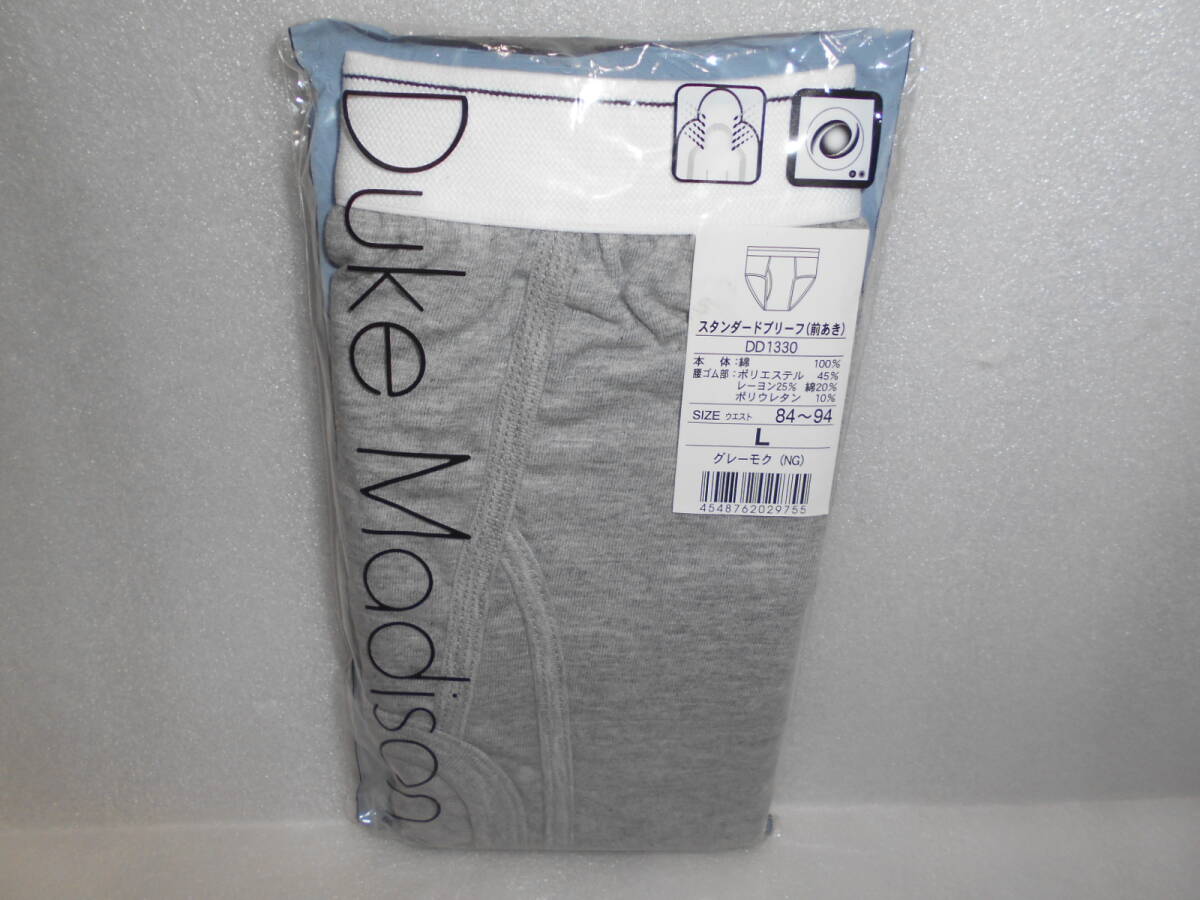 Duke Madison
スタンダードブリーフ(前あき)
DD1330
本 体:綿 100%
腰ゴム部:ポリエステル 45%
レーヨン25% 綿20%
ポリウレタン 10%
SIZE ウエスト 84〜94
L
グレーモク (NG)
4548762029755